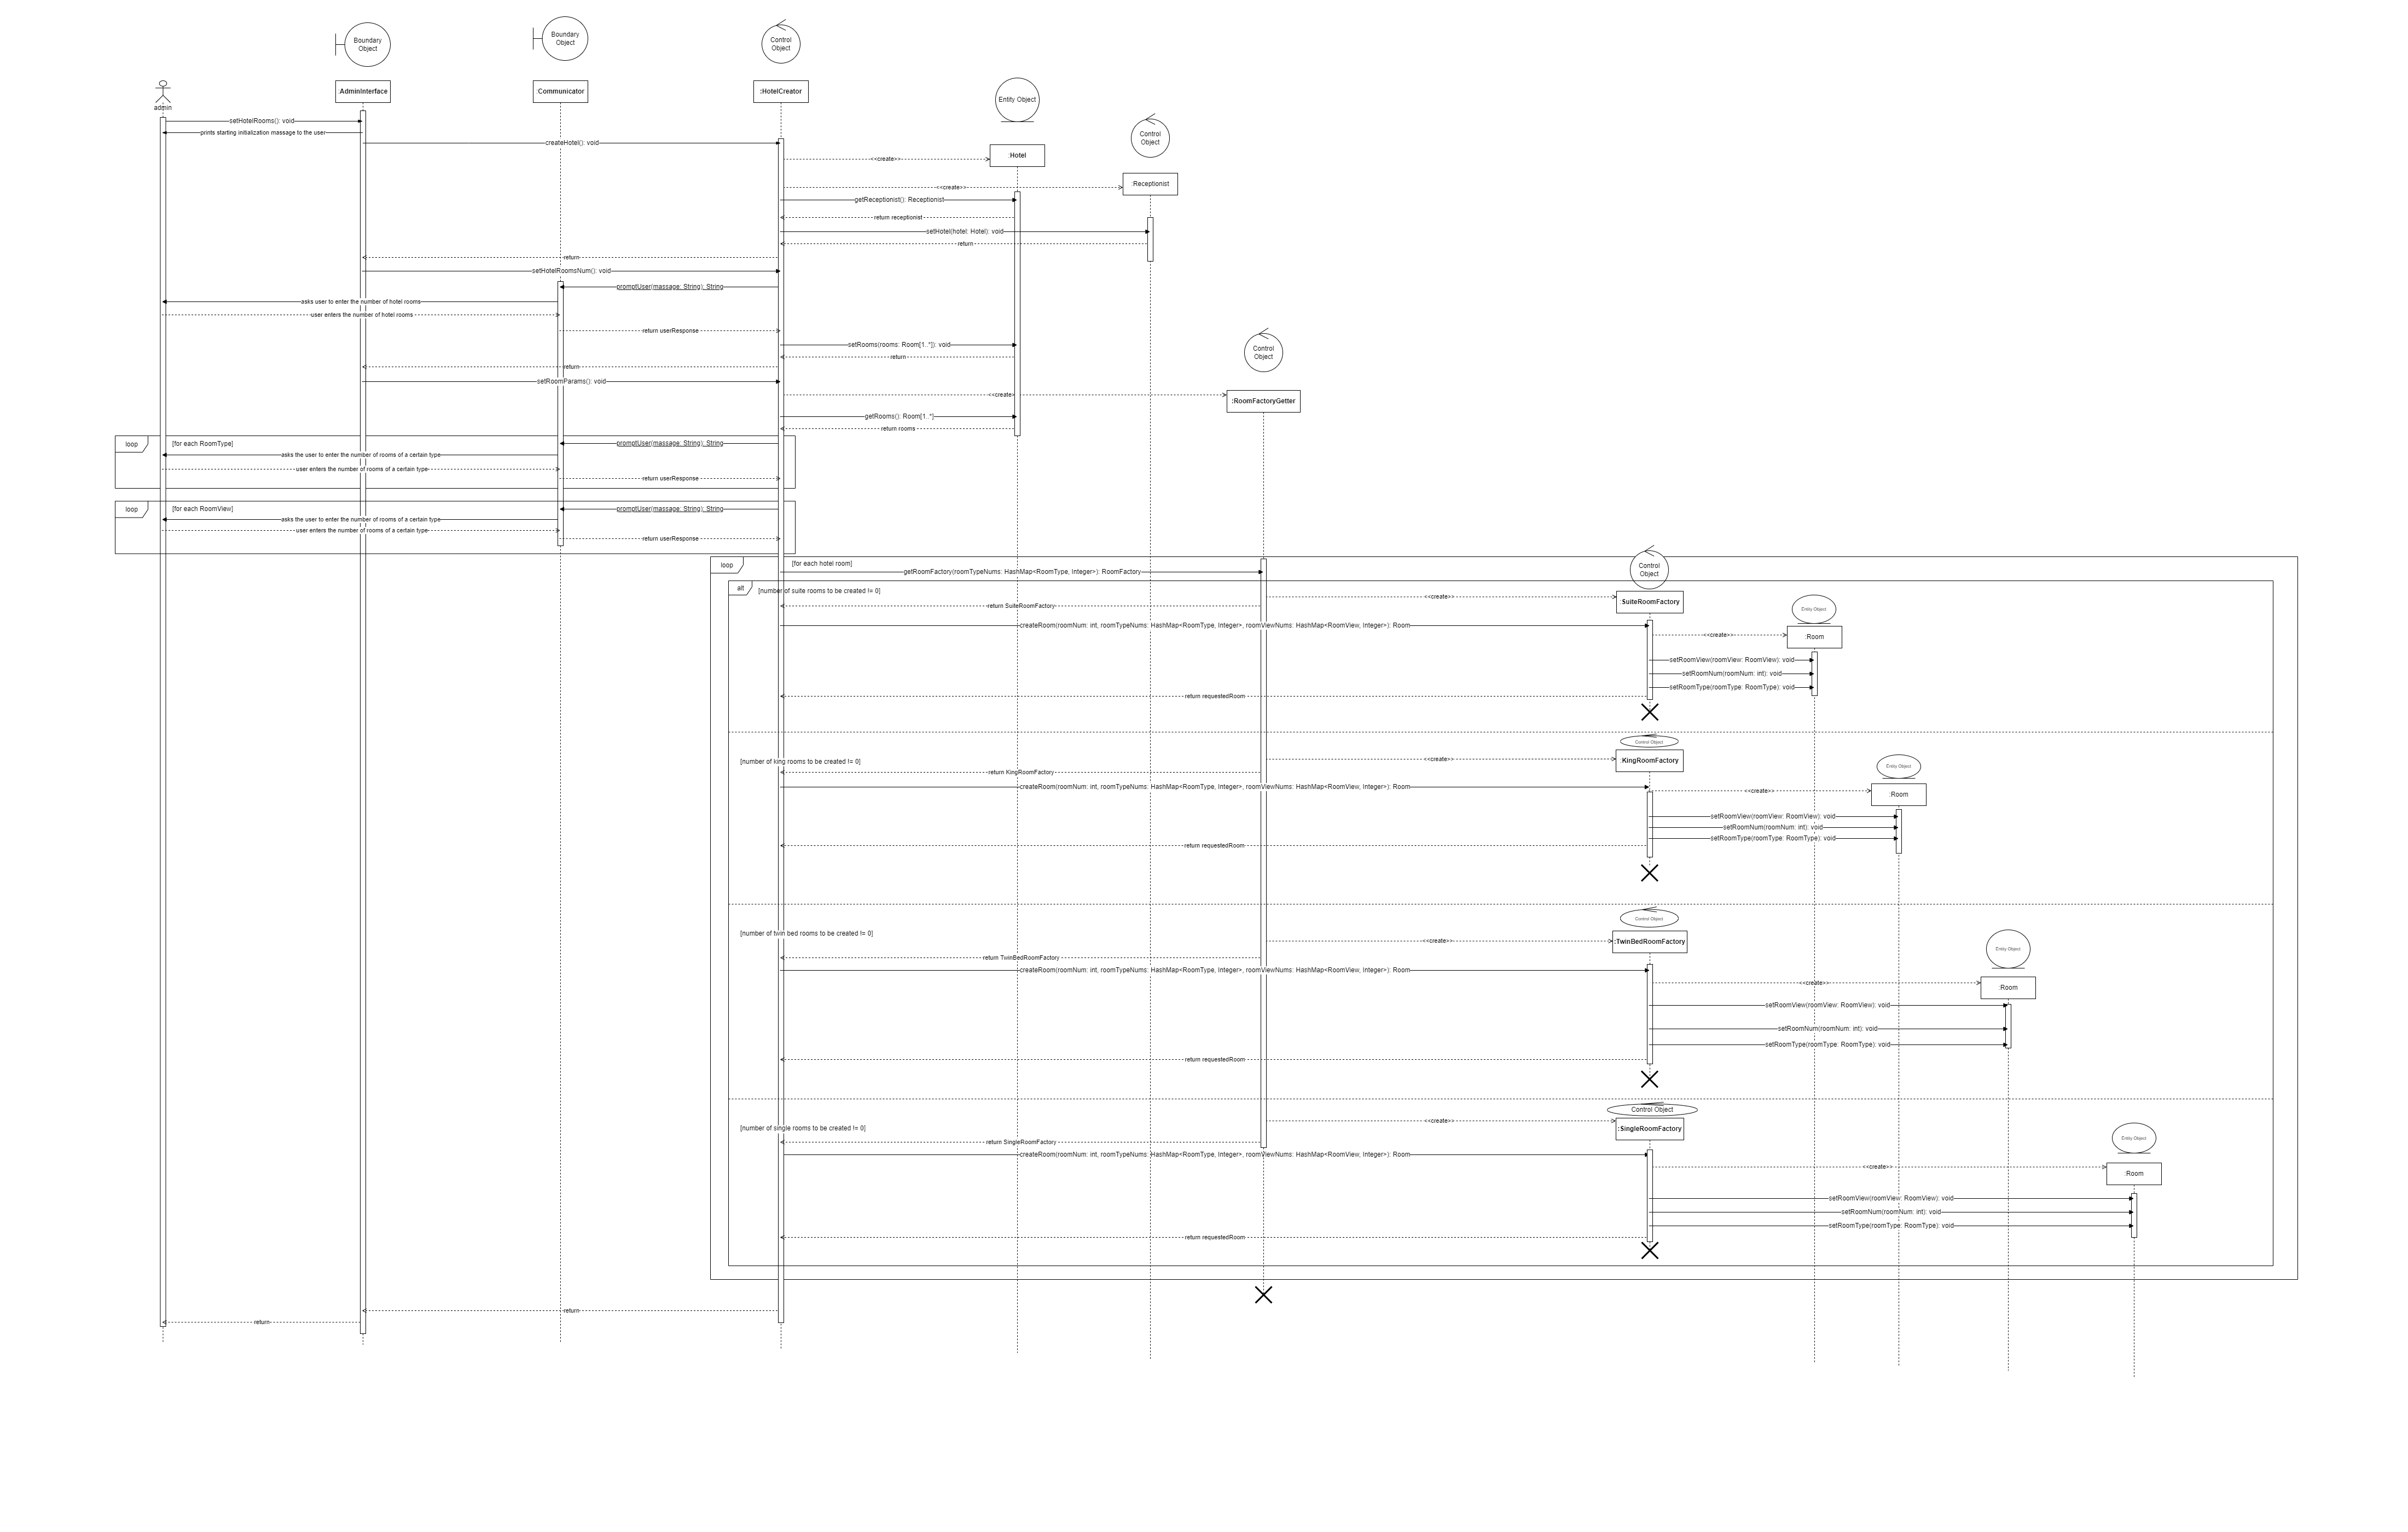 Boundary
Object
Boundary
Object
Control
Object
:AdminInterface
:Communicator
:HotelCreator
Entity Object
admin
Control
Object
setHotelRooms(): void
prints starting initialization massage to the user
createHotel(): void
<<create>>
:Hotel
<<create>>
:Receptionist
getReceptionist(): Receptionist
return receptionist
setHotel(hotel: Hotel): void
return
return
setHotelRoomsNum(): void
promptUser(massage: String): String
asks user to enter the number of hotel rooms
user enters the number of hotel rooms
return userResponse
setRooms(rooms: Room[1..*]): void
Control
Object
return
return
setRoomParams(): void
<<create>>
:RoomFactoryGetter
getRooms(): Room[1..*]
return rooms
loop
[for each RoomType]
promptUser(massage: String): String
asks the user to enter the number of rooms of a certain type
user enters the number of rooms of a certain type
return userResponse
loop
[for each RoomView]
promptUser(massage: String): String
asks the user to enter the number of rooms of a certain type
user enters the number of rooms of a certain type
return userResponse
loop
[for each hotel room]
Control
Object
getRoomFactory(roomTypeNums: HashMap<RoomType, Integer>): RoomFactory
alt
[number of suite rooms to be created != 0]
<<create>>
:SuiteRoomFactory
return SuiteRoomFactory
Entity Object
createRoom(roomNum: int, roomTypeNums: HashMap<RoomType, Integer>, roomViewNums: HashMap<RoomView, Integer>): Room
<<create>>
:Room
setRoomView(roomView: RoomView): void
setRoomNum(roomNum: int): void
setRoomType(roomType: RoomType): void
return requestedRoom
Control Object
[number of king rooms to be created != 0]
<<create>>
:KingRoomFactory
return KingRoomFactory
Entity Object
createRoom(roomNum: int, roomTypeNums: HashMap<RoomType, Integer>, roomViewNums: HashMap<RoomView, Integer>): Room
<<create>>
:Room
setRoomView(roomView: RoomView): void
setRoomNum(roomNum: int): void
setRoomType(roomType: RoomType): void
return requestedRoom
Control Object
[number of twin bed rooms to be created != 0]
<<create>>
:TwinBedRoomFactory
Entity Object
return TwinBedRoomFactory
createRoom(roomNum: int, roomTypeNums: HashMap<RoomType, Integer>, roomViewNums: HashMap<RoomView, Integer>): Room
<<create>>
:Room
setRoomView(roomView: RoomView): void
setRoomNum(roomNum: int): void
setRoomType(roomType: RoomType): void
return requestedRoom
Control Object
[number of single rooms to be created != 0]
<<create>>
:SingleRoomFactory
return SingleRoomFactory
Entity Object
createRoom(roomNum: int, roomTypeNums: HashMap<RoomType, Integer>, roomViewNums: HashMap<RoomView, Integer>): Room
<<create>>
:Room
setRoomView(roomView: RoomView): void
setRoomNum(roomNum: int): void
setRoomType(roomType: RoomType): void
return requestedRoom
return
return